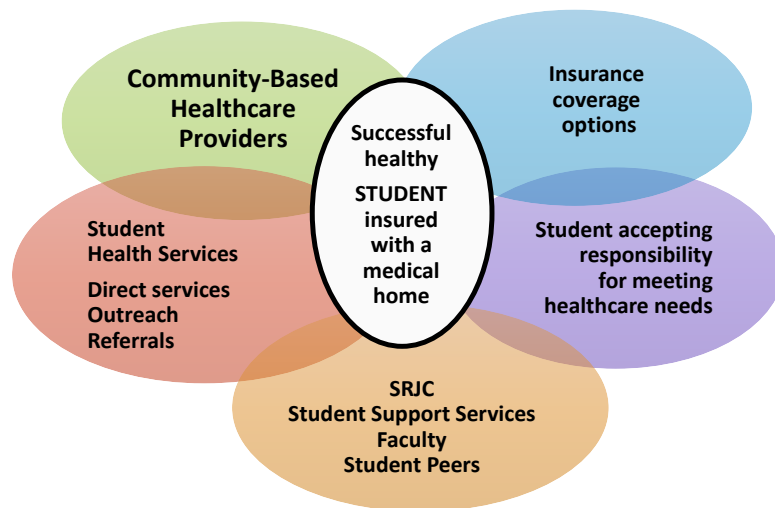 Community-Based
Healthcare
Providers
Insurance
coverage
options
Successful
healthy
STUDENT
insured
with a
medical
home
Student
Health Services
Direct services
Outreach
Referrals
Student accepting
responsibility
for meeting
healthcare needs
SRJC
Student Support Services
Faculty
Student Peers